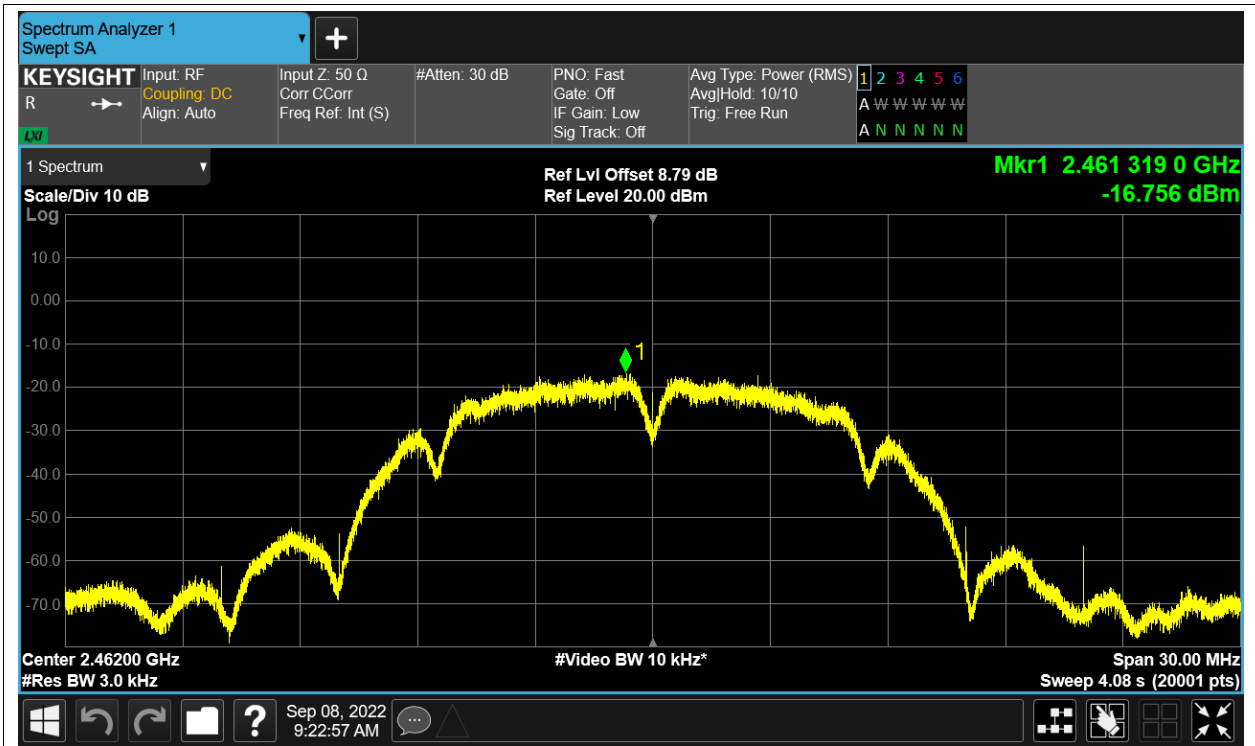 Spectrum Analyzer 1
Swept SA
KEYSIGHT
R
LXI
Input: RF
Coupling: DC
Align: Auto
Input Z: 50 Ω
Corr CCorr
Freq Ref: Int (S)
#Atten: 30 dB
PNO: Fast
Gate: Off
IF Gain: Low
Sig Track: Off
Avg Type: Power (RMS)
Avg|Hold: 10/10
Trig: Free Run
1 2 3 4 5 6
A W W W W W
A N N N N N
1 Spectrum
Scale/Div 10 dB
Ref Lvl Offset 8.79 dB
Ref Level 20.00 dBm
Mkr1 2.461 319 0 GHz
-16.756 dBm
Log
10.0
0.00
-10.0
1
-20.0
-30.0
-40.0
-50.0
-60.0
-70.0
Center 2.46200 GHz
#Res BW 3.0 kHz
#Video BW 10 kHz*
Span 30.00 MHz
Sweep 4.08 s (20001 pts)
?
Sep 08, 2022
9:22:57 AM